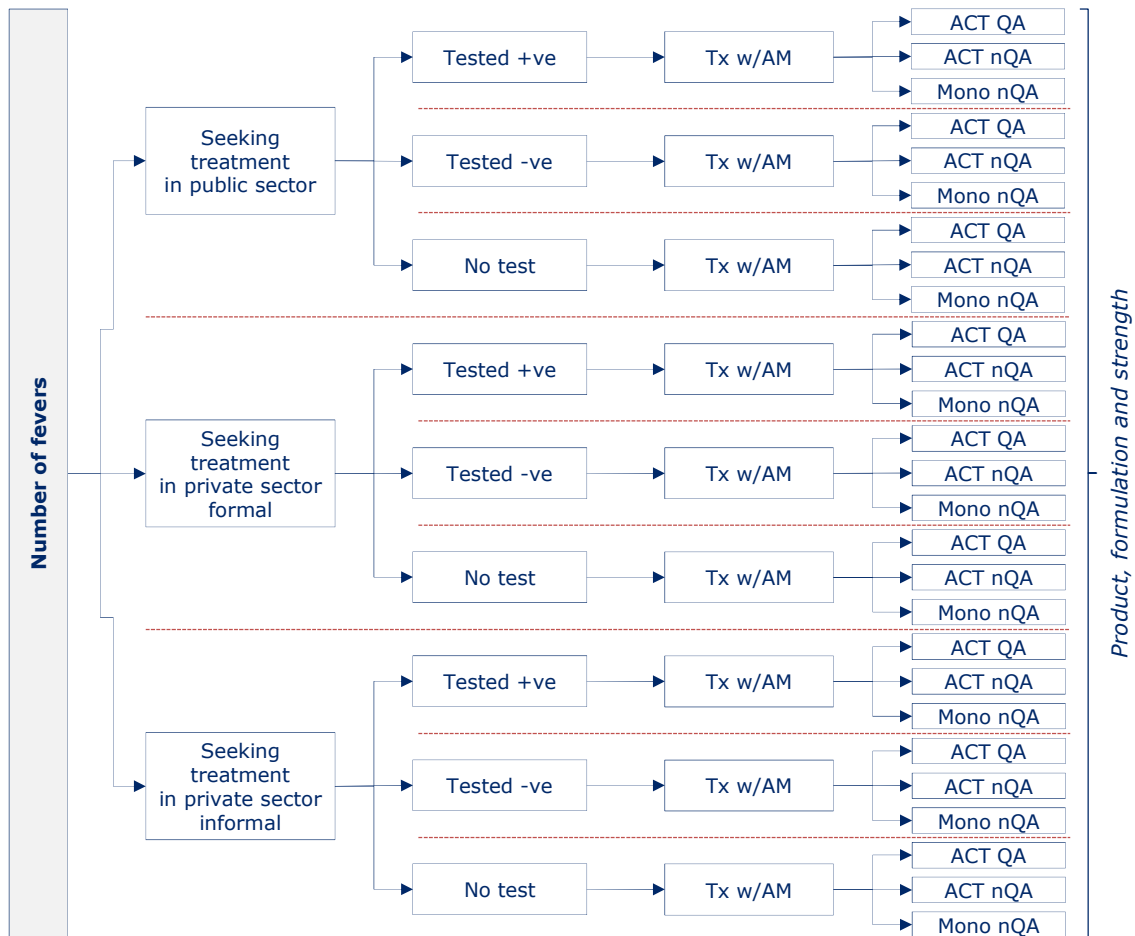 Number of fevers
Seeking
treatment
in public sector
Tested +ve
Tx w/AM
ACT QA
ACT nQA
Mono nQA
Tested -ve
Tx w/AM
ACT QA
ACT nQA
Mono nQA
No test
Tx w/AM
ACT QA
ACT nQA
Mono nQA
Seeking
treatment
in private sector
formal
Tested +ve
Tx w/AM
ACT QA
ACT nQA
Mono nQA
Tested -ve
Tx w/AM
ACT QA
ACT nQA
Mono nQA
No test
Tx w/AM
ACT QA
ACT nQA
Mono nQA
Seeking
treatment
in private sector
informal
Tested +ve
Tx w/AM
ACT QA
ACT nQA
Mono nQA
Tested -ve
Tx w/AM
ACT QA
ACT nQA
Mono nQA
No test
Tx w/AM
ACT QA
ACT nQA
Mono nQA
Product, formulation and strength